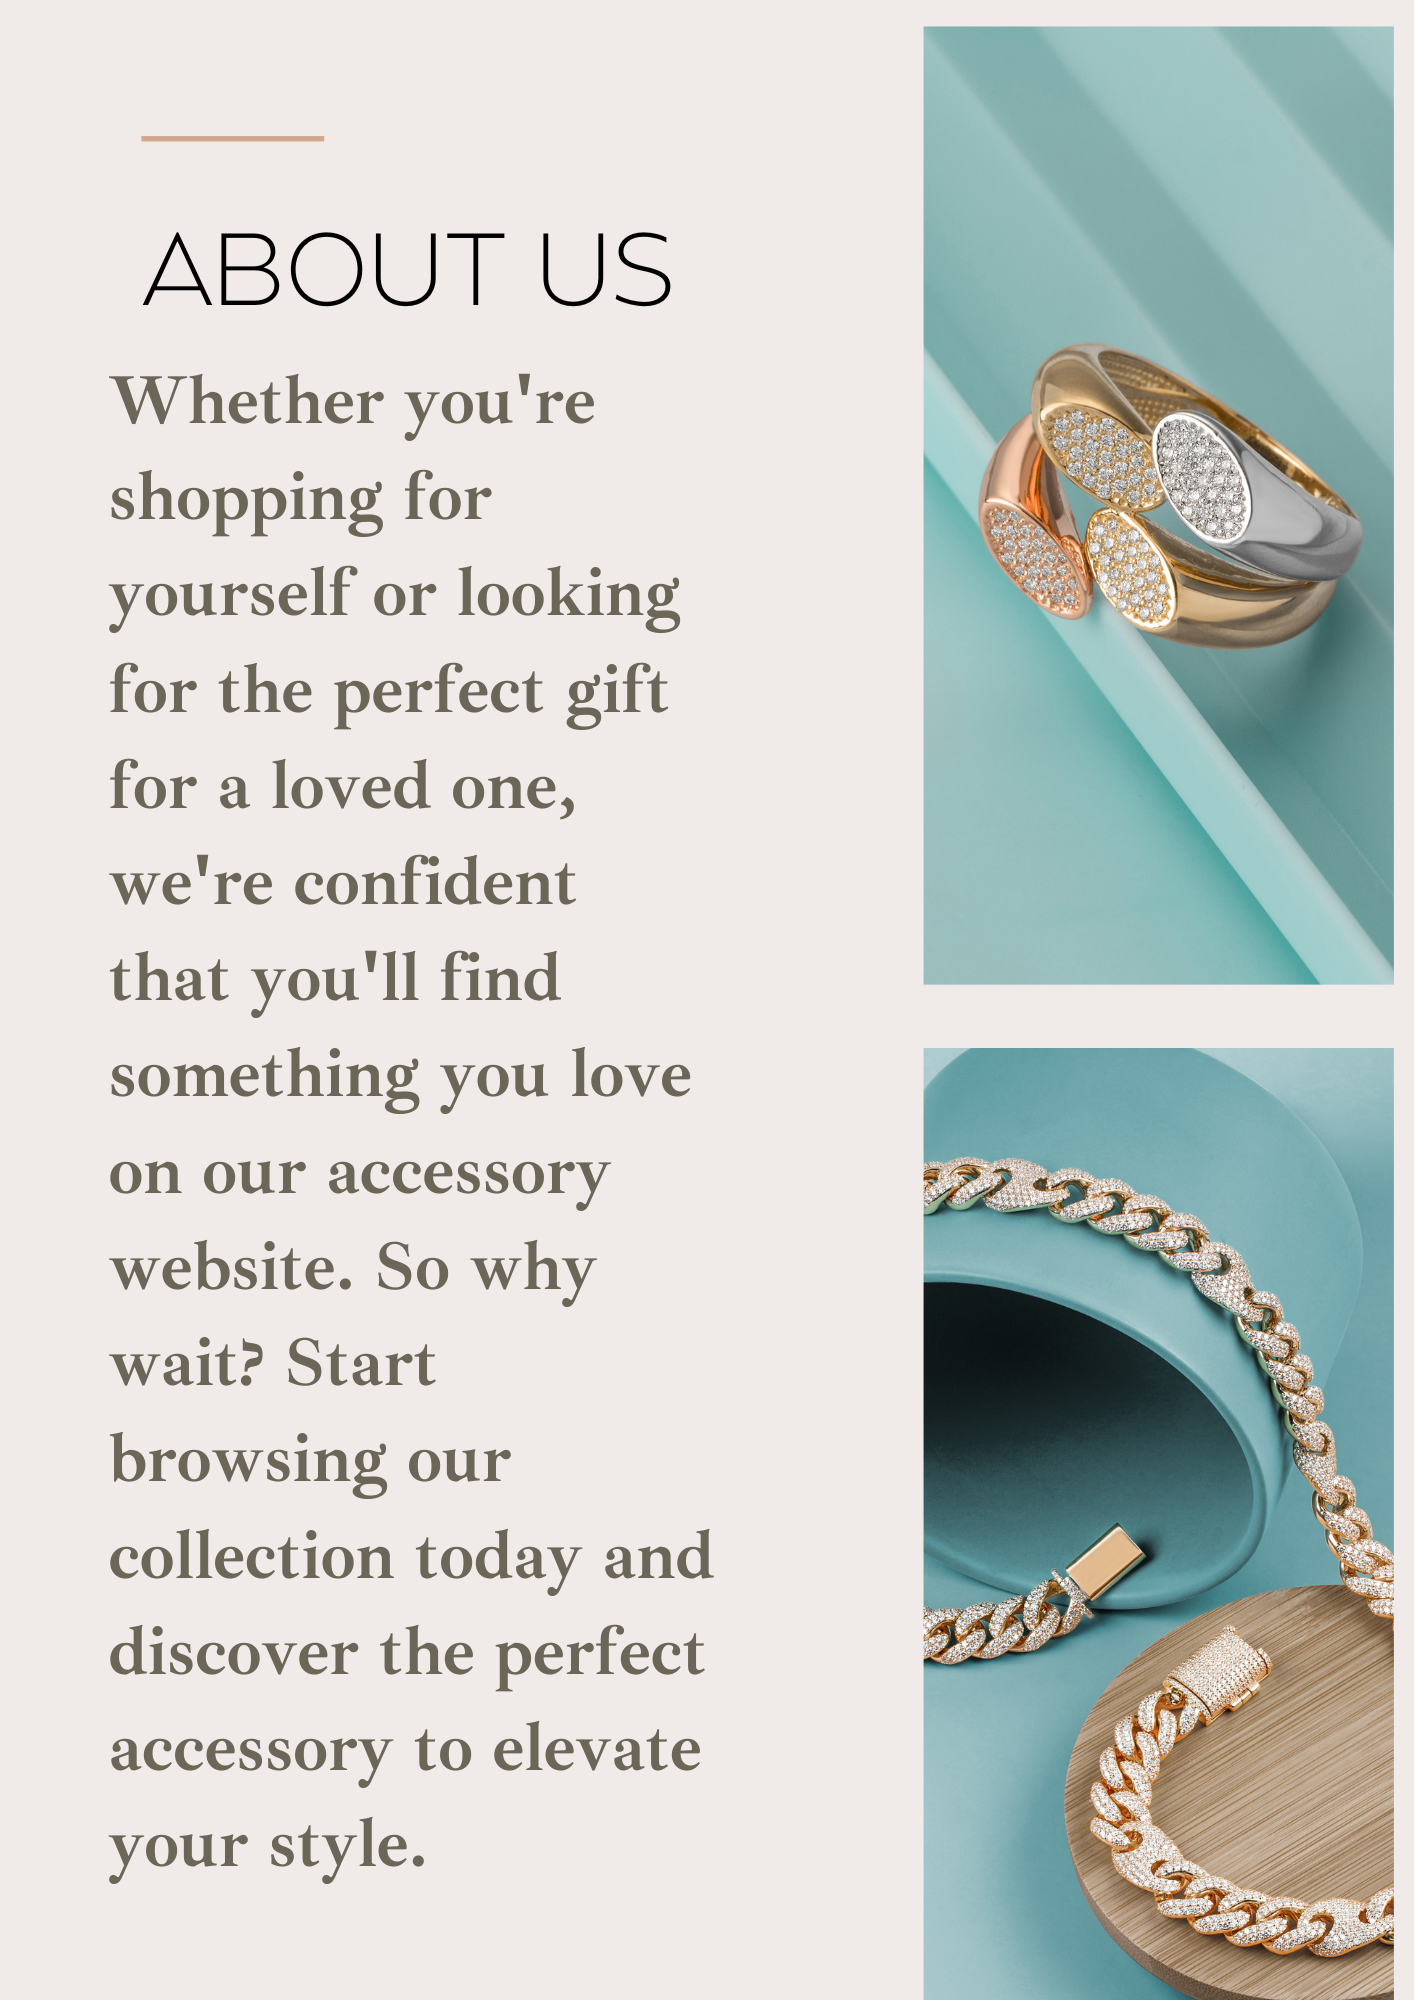 ABOUT US
Whether you're
shopping for
yourself or looking
for the perfect gift
for a loved one,
we're confident
that you'll find
something you love
on our accessory
website. So why
wait? Start
browsing our
collection today and
discover the perfect
accessory to elevate
your style.